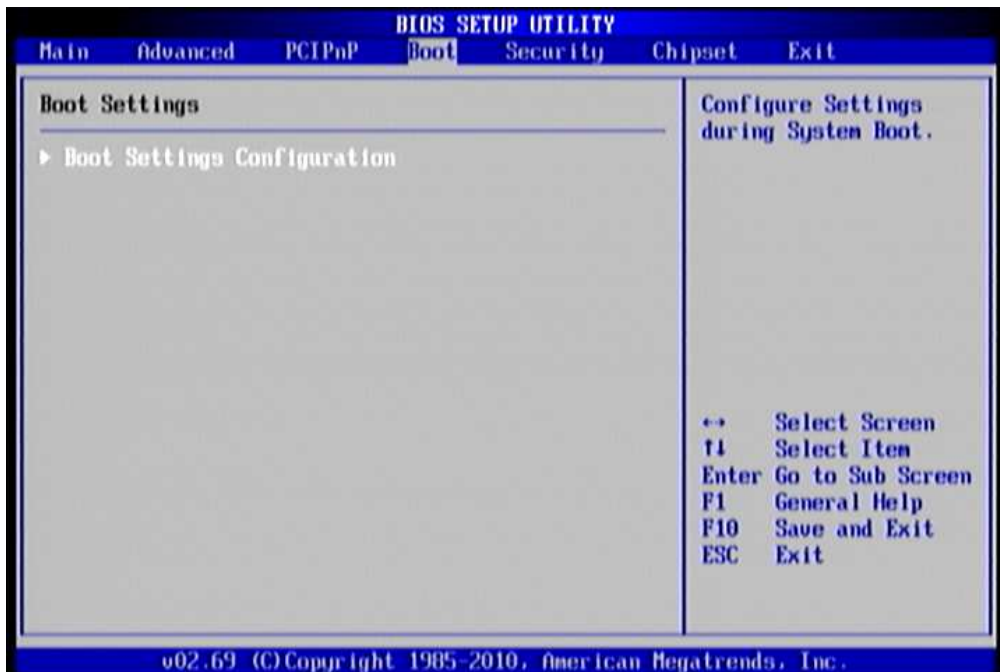 BIOS SETUP UTILITY
Main Advanced PCIPnP Boot Security Chipset Exit
Boot Settings
▶ Boot Settings Configuration
Configure Settings
during System Boot.
↔ Select Screen
↑↓ Select Item
Enter Go to Sub Screen
F1 General Help
F10 Save and Exit
ESC Exit
v02.69 (C)Copyright 1985-2010, American Megatrends, Inc.